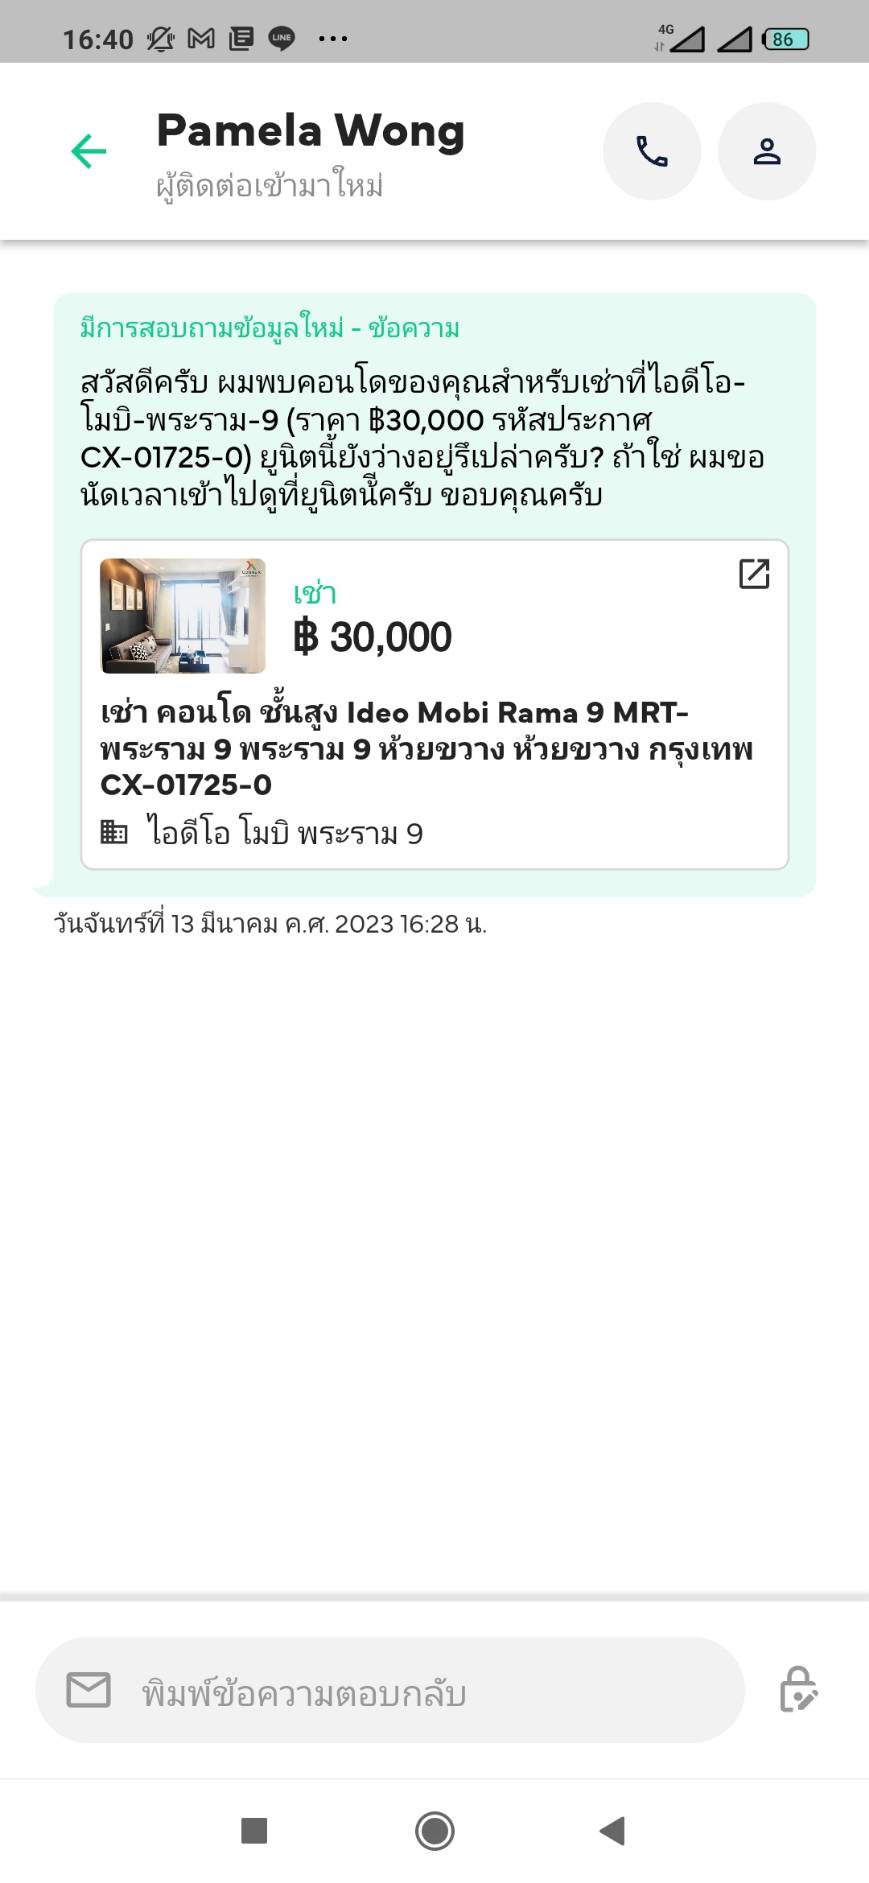 16:40
LINE
4G
86
Pamela Wong
ผู้ติดต่อเข้ามาใหม่
มีการสอบถามข้อมูลใหม่ - ข้อความ
สวัสดีครับ ผมพบคอนโดของคุณสำหรับเช่าที่ไอดีโอ-
โมบิ-พระราม-9 (ราคา ฿30,000 รหัสประกาศ
CX-01725-0) ยูนิตนี้ยังว่างอยู่รึเปล่าครับ? ถ้าใช่ ผมขอ
นัดเวลาเข้าไปดูที่ยูนิตนี้ครับ ขอบคุณครับ
เช่า
฿ 30,000
เช่า คอนโด ชั้นสูง Ideo Mobi Rama 9 MRT-
พระราม 9 พระราม 9 ห้วยขวาง ห้วยขวาง กรุงเทพ
CX-01725-0
ไอดีโอ โมบิ พระราม 9
วันจันทร์ที่ 13 มีนาคม ค.ศ. 2023 16:28 น.
พิมพ์ข้อความตอบกลับ